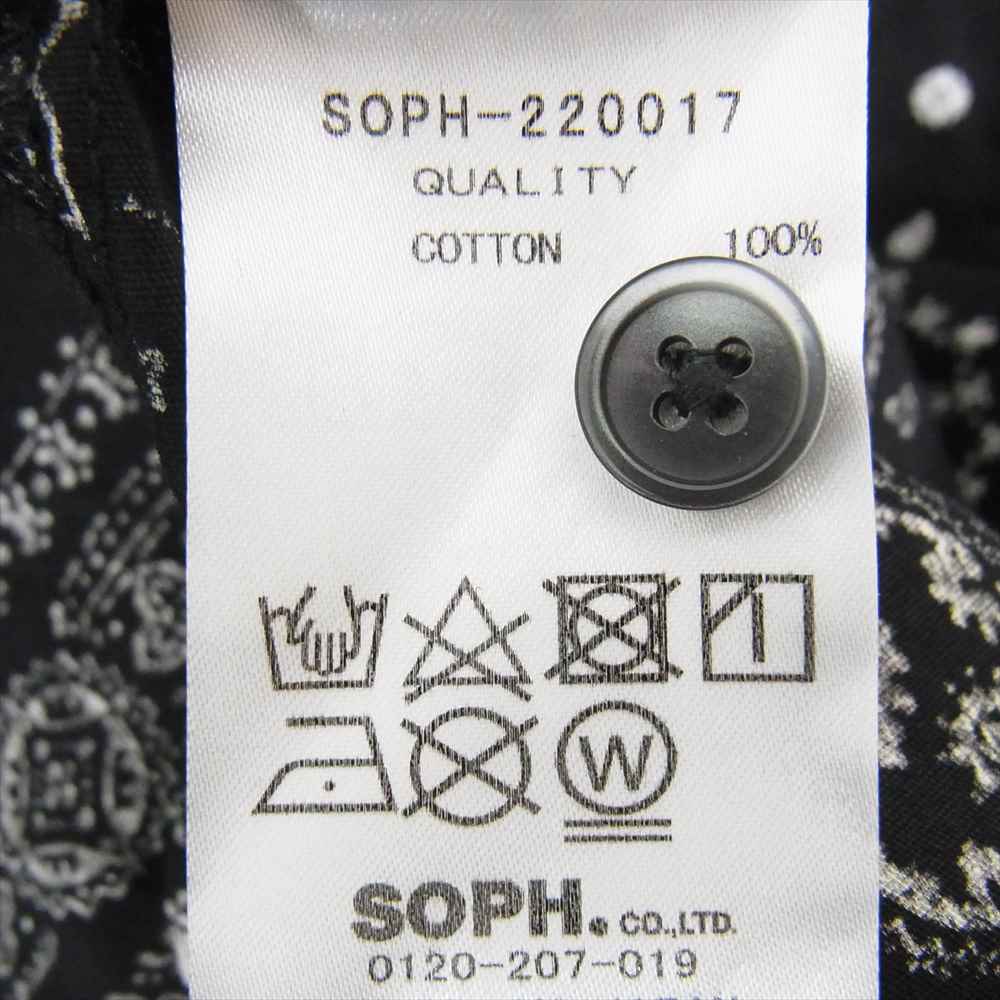 SOPH-220017
QUALITY
COTTON 100%
W
SOPH. CO.,LTD.
0120-207-019